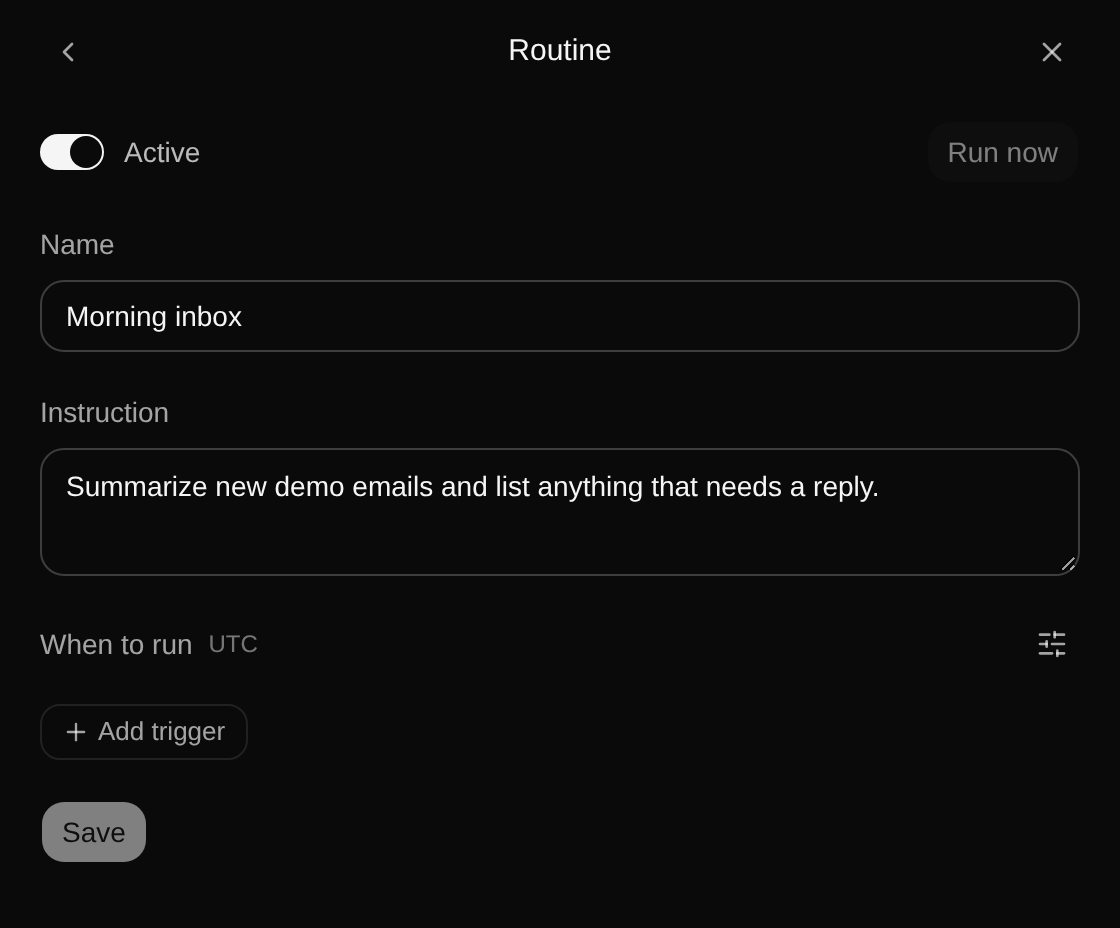 Routine
Active
Run now
Name
Morning inbox
Instruction
Summarize new demo emails and list anything that needs a reply.
When to run UTC
Add trigger
Save